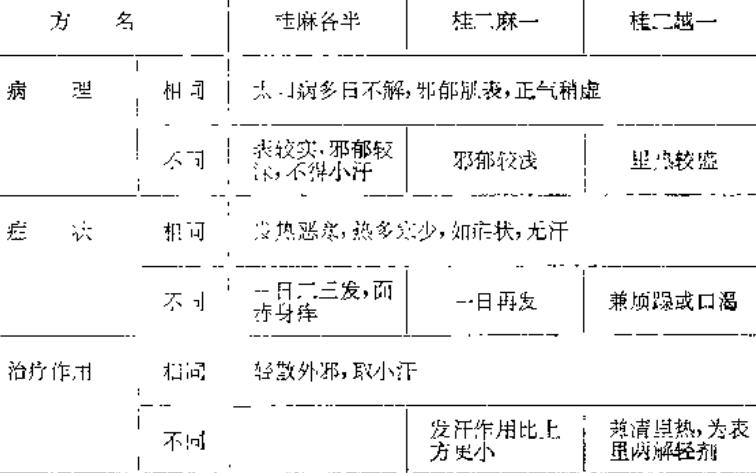 方 名 桂麻各半 桂二麻一 桂二越一
病 理 相同 太阳病多日不解，邪郁肌表，正气稍虚
不同 表较实，邪郁较深，不得小汗 邪郁较浅 里热较盛
症 状 相同 发热恶寒，热多寒少，如疟状，无汗
不同 一日二三发，面赤身痒 一日再发 兼烦躁或口渴
治疗作用 相同 轻散外邪，取小汗
不同 发汗作用比上方更小 兼清里热，为表里两解轻剂